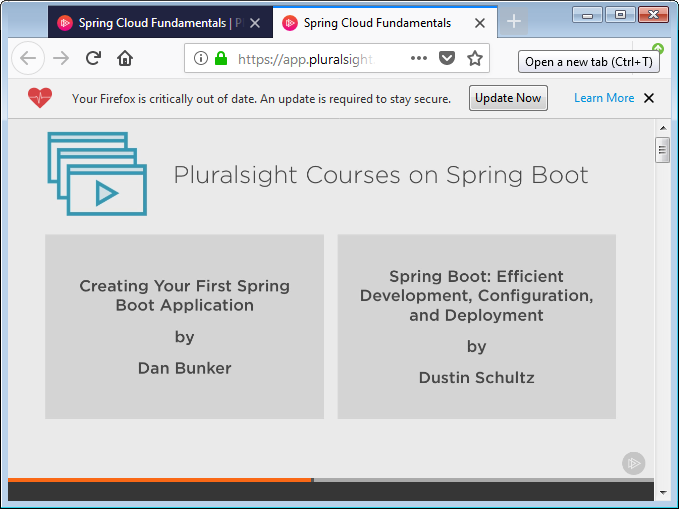 Spring Cloud Fundamentals | P
Spring Cloud Fundamentals
https://app.pluralsight
Open a new tab (Ctrl+T)
Your Firefox is critically out of date. An update is required to stay secure.
Update Now
Learn More
Pluralsight Courses on Spring Boot
Creating Your First Spring
Boot Application
by
Dan Bunker
Spring Boot: Efficient
Development, Configuration,
and Deployment
by
Dustin Schultz